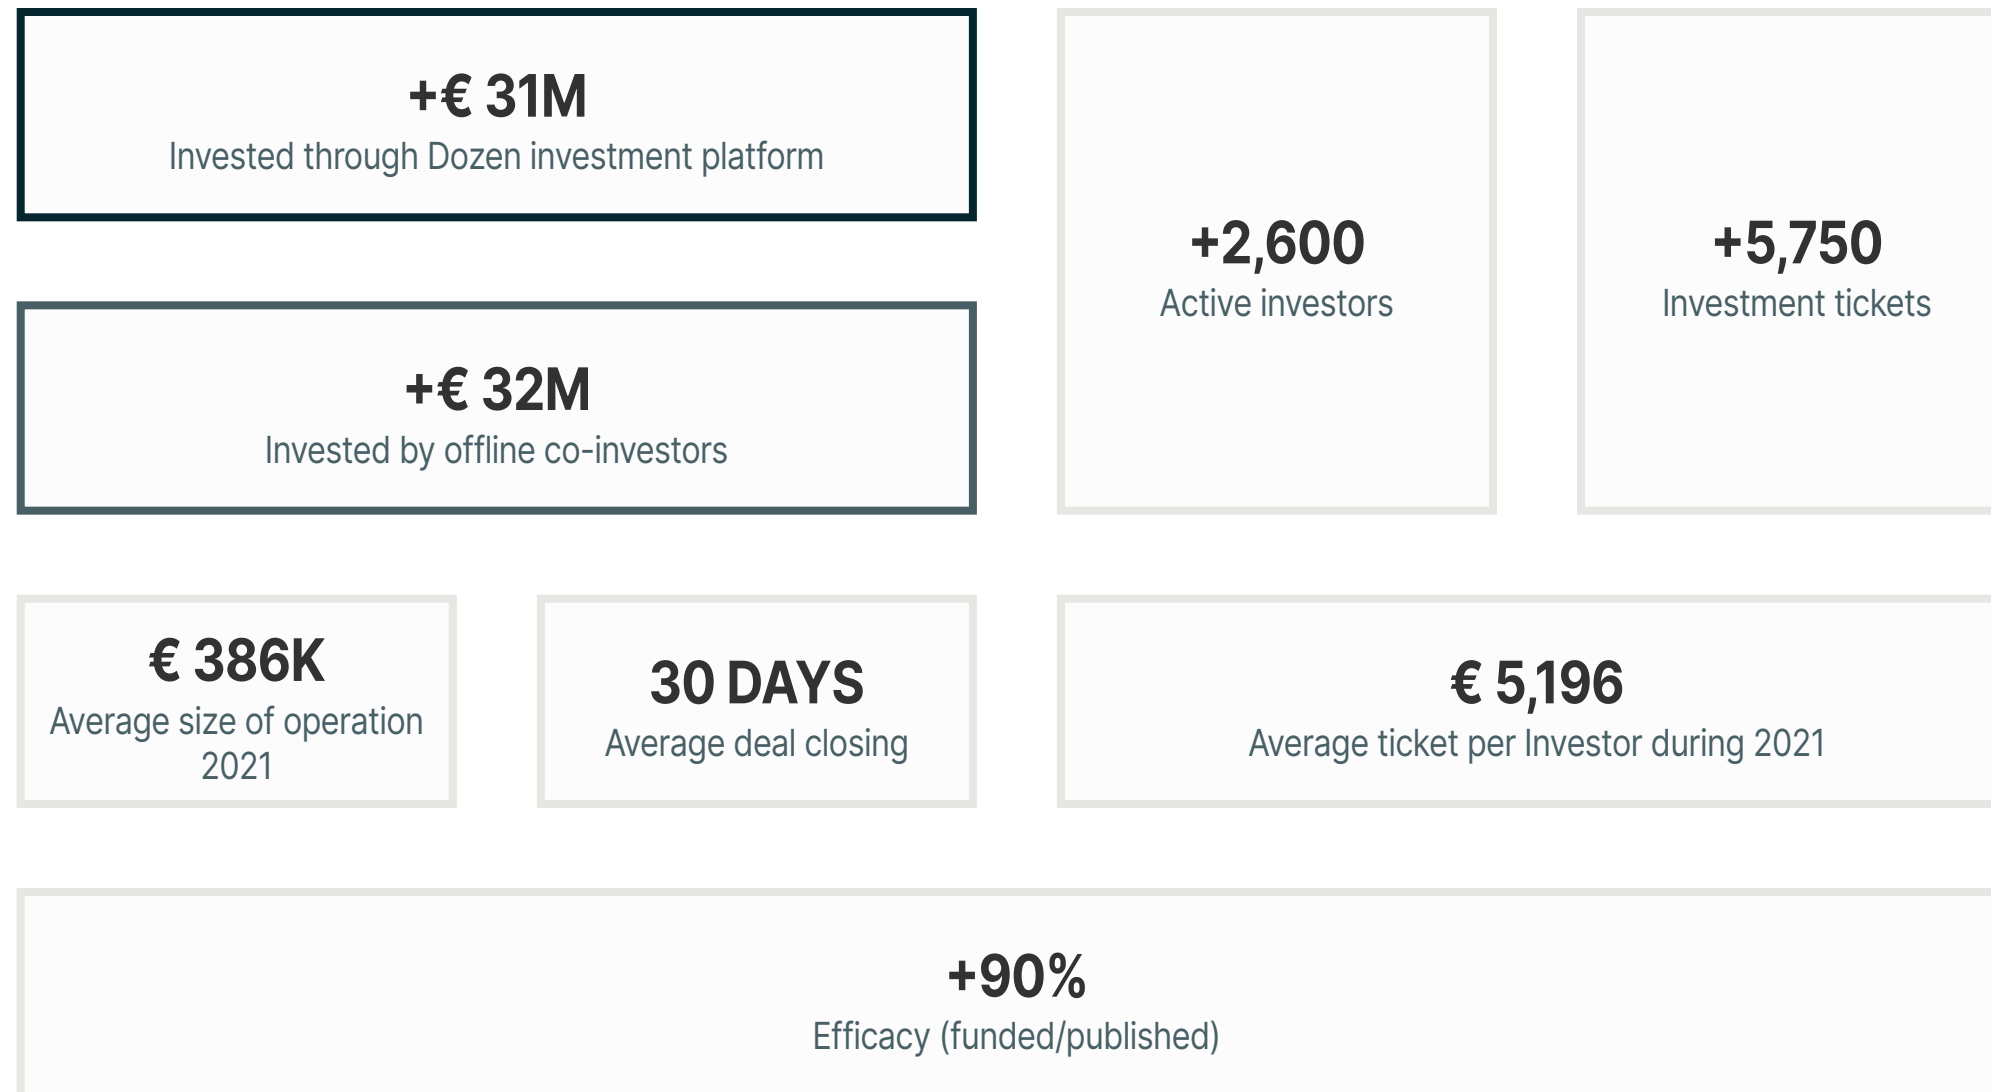 +€ 31M
Invested through Dozen investment platform
+2,600
Active investors
+5,750
Investment tickets
+€ 32M
Invested by offline co-investors
€ 386K
Average size of operation
2021
30 DAYS
Average deal closing
€ 5,196
Average ticket per Investor during 2021
+90%
Efficacy (funded/published)